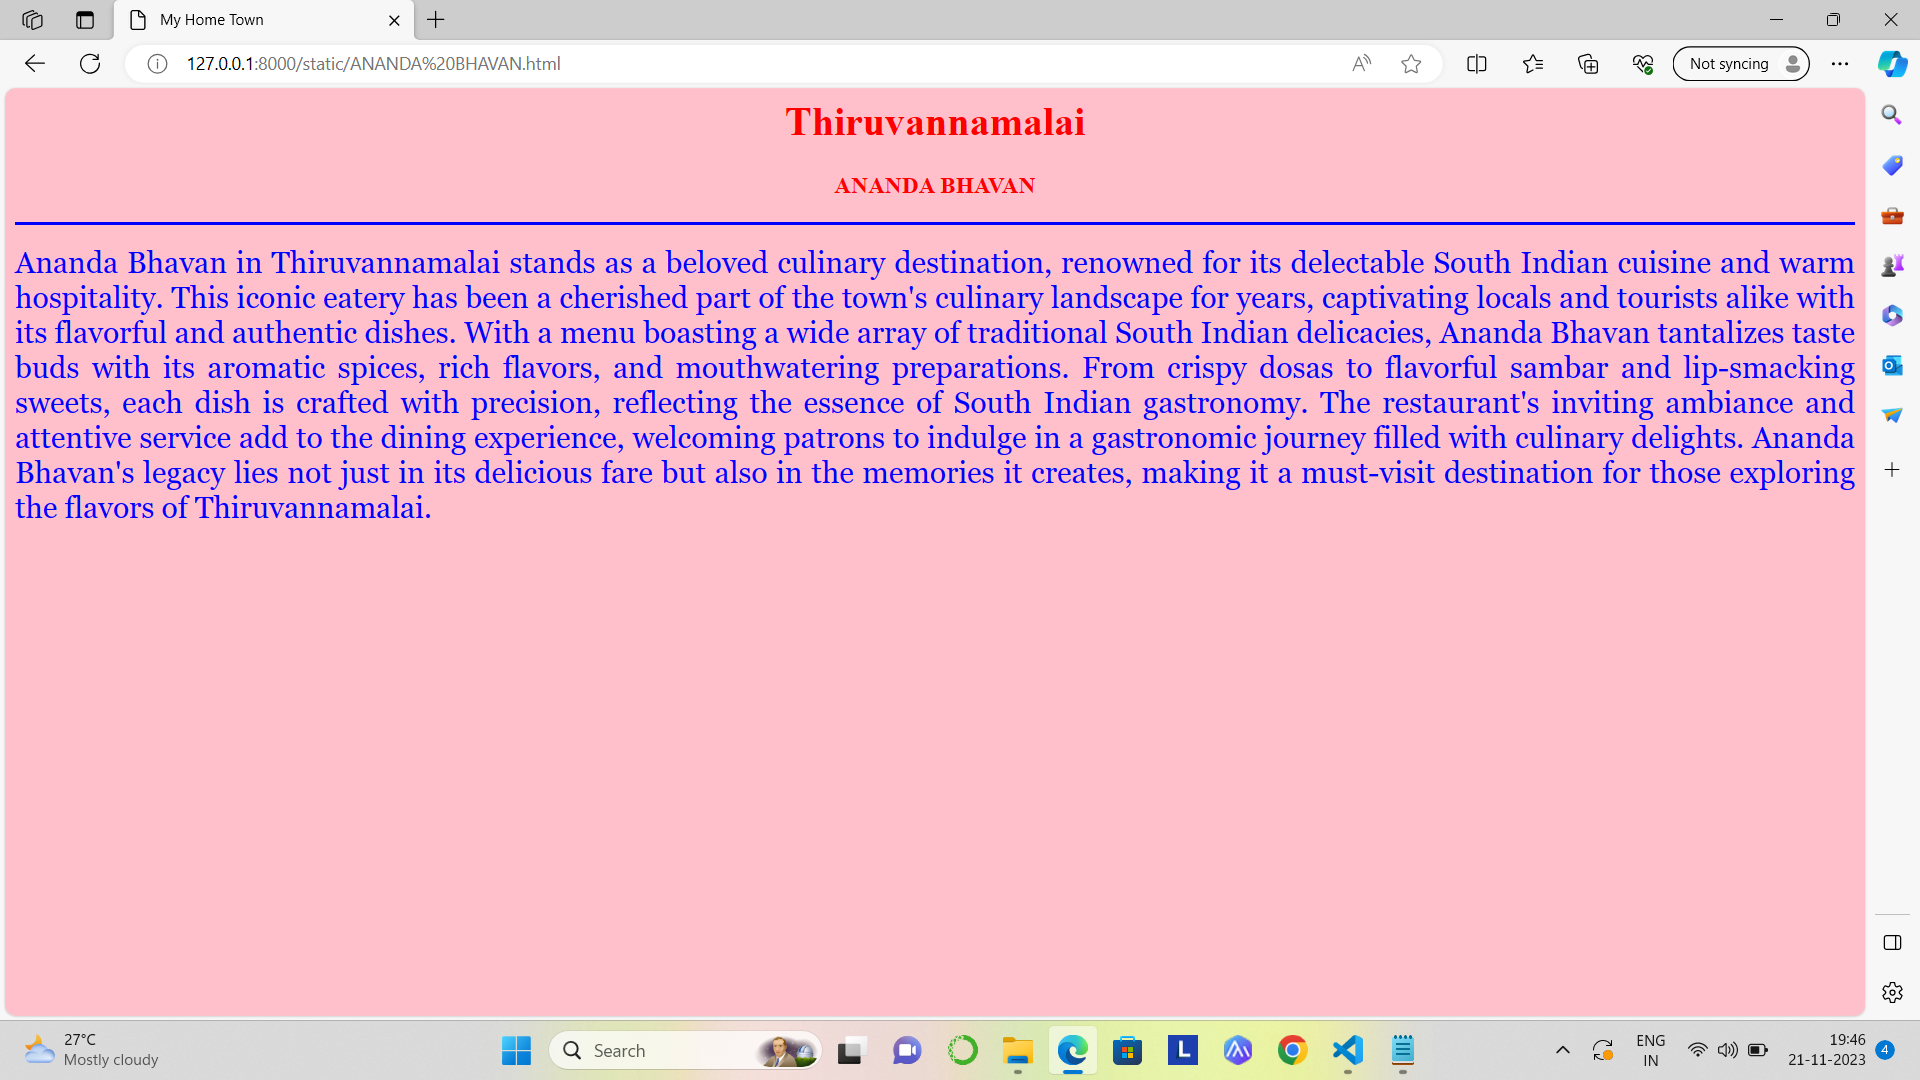 My Home Town
127.0.0.1:8000/static/ANANDA%20BHAVAN.html
Not syncing
Thiruvannamalai
ANANDA BHAVAN
Ananda Bhavan in Thiruvannamalai stands as a beloved culinary destination, renowned for its delectable South Indian cuisine and warm
hospitality. This iconic eatery has been a cherished part of the town's culinary landscape for years, captivating locals and tourists alike with
its flavorful and authentic dishes. With a menu boasting a wide array of traditional South Indian delicacies, Ananda Bhavan tantalizes taste
buds with its aromatic spices, rich flavors, and mouthwatering preparations. From crispy dosas to flavorful sambar and lip-smacking
sweets, each dish is crafted with precision, reflecting the essence of South Indian gastronomy. The restaurant's inviting ambiance and
attentive service add to the dining experience, welcoming patrons to indulge in a gastronomic journey filled with culinary delights. Ananda
Bhavan's legacy lies not just in its delicious fare but also in the memories it creates, making it a must-visit destination for those exploring
the flavors of Thiruvannamalai.
27°C
Mostly cloudy
Search
L
ENG
IN
19:46
21-11-2023
4